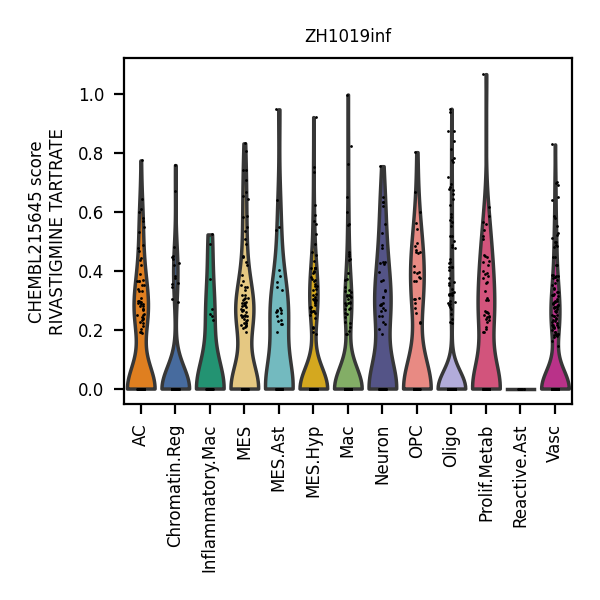 ZH1019inf
CHEMBL215645 score
RIVASTIGMINE TARTRATE
1.0
0.8
0.6
0.4
0.2
0.0
AC
Chromatin.Reg
Inflammatory.Mac
MES
MES.Ast
MES.Hyp
Mac
Neuron
OPC
Oligo
Prolif.Metab
Reactive.Ast
Vasc